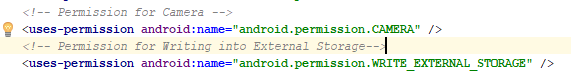 <!-- Permission for Camera -->
<uses-permission android:name="android.permission.CAMERA" />
<!-- Permission for Writing into External Storage-->
<uses-permission android:name="android.permission.WRITE_EXTERNAL_STORAGE" />